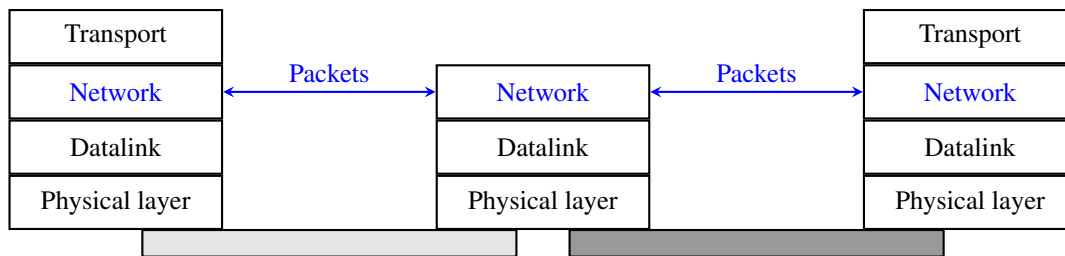 Transport
Transport
Network
Packets
Network
Packets
Network
Datalink
Datalink
Datalink
Physical layer
Physical layer
Physical layer